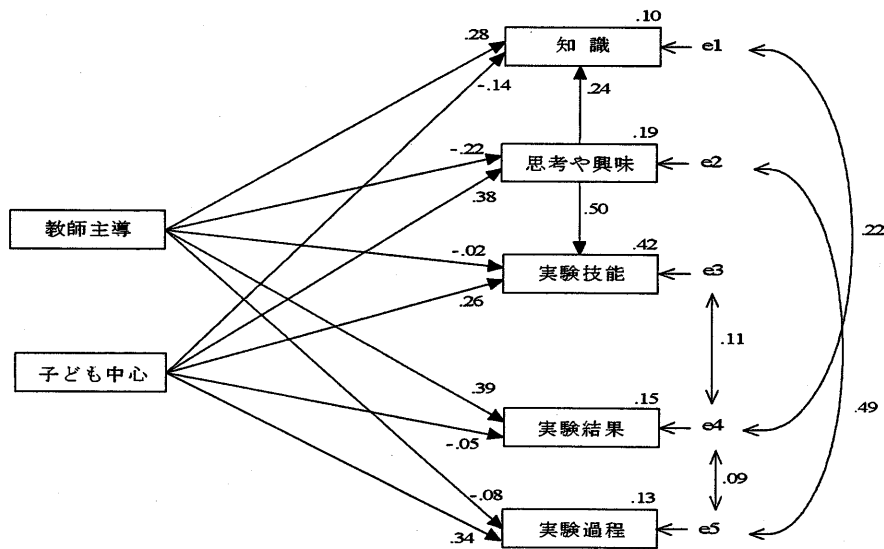 .10
.28
知 識
e1
-.14
.24
.19
-.22
思考や興味
e2
.38
.50
教師主導
-.02
.42
.22
実験技能
e3
.26
.11
子ども中心
.39
.15
.49
実験結果
e4
-.05
.09
-.08
.13
実験過程
e5
.34